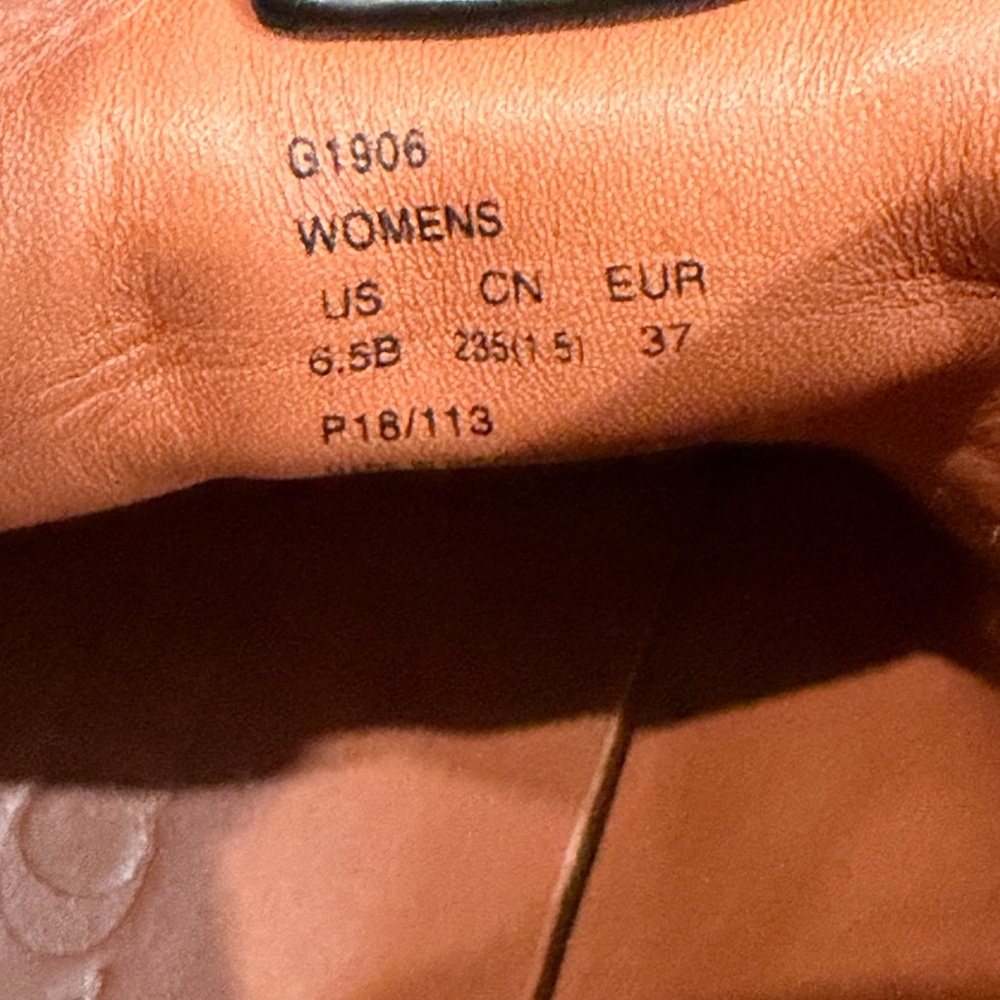 G1906
WOMENS
US CN EUR
6.5B 235(1.5) 37
P18/113